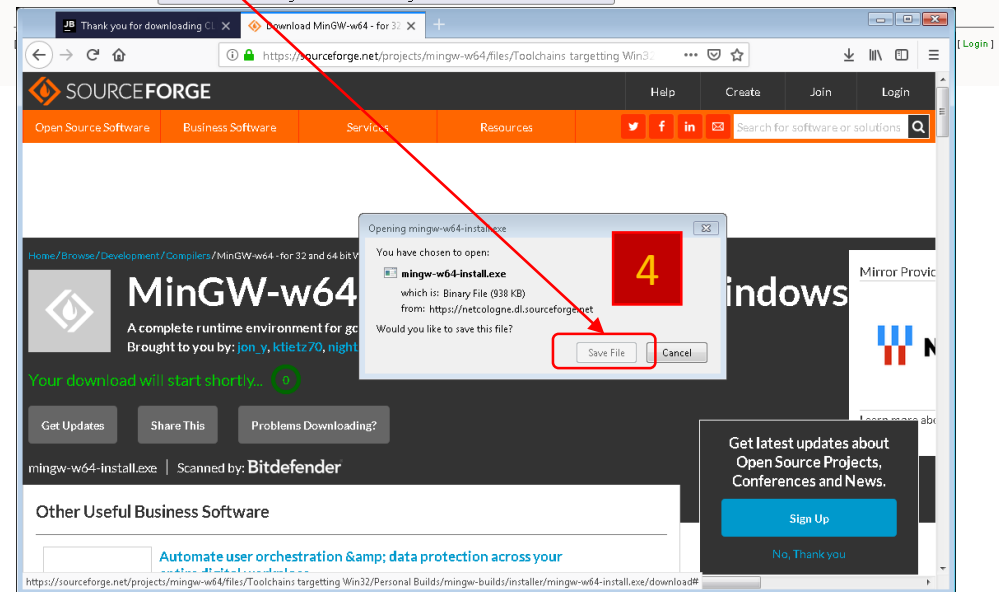 JB Thank you for downloading CL
Download MinGW-w64 - for 32
https://sourceforge.net/projects/mingw-w64/files/Toolchains targetting Win3
[ Login ]
SOURCEFORGE
Help Create Join Login
Open Source Software Business Software Services Resources
Search for software or solutions
Opening mingw-w64-install.exe
You have chosen to open:
mingw-w64-install.exe
which is: Binary File (938 KB)
from: https://netcologne.dl.sourceforge.net
Would you like to save this file?
Save File Cancel
4
Home/Browse/Development/Compilers/MinGW-w64 - for 32 and 64 bit
MinGW-w64 indows
A complete runtime environment for gc
Brought to you by: jon_y, ktietz70, night
Mirror Provid
Your download will start shortly... 0
Get Updates Share This Problems Downloading?
Learn more abo
mingw-w64-install.exe | Scanned by: Bitdefender
Get latest updates about
Open Source Projects,
Conferences and News.
Sign Up
No, Thank you
Other Useful Business Software
Automate user orchestration &amp; data protection across your
entire digital workplace
https://sourceforge.net/projects/mingw-w64/files/Toolchains targetting Win32/Personal Builds/mingw-builds/installer/mingw-w64-install.exe/download#